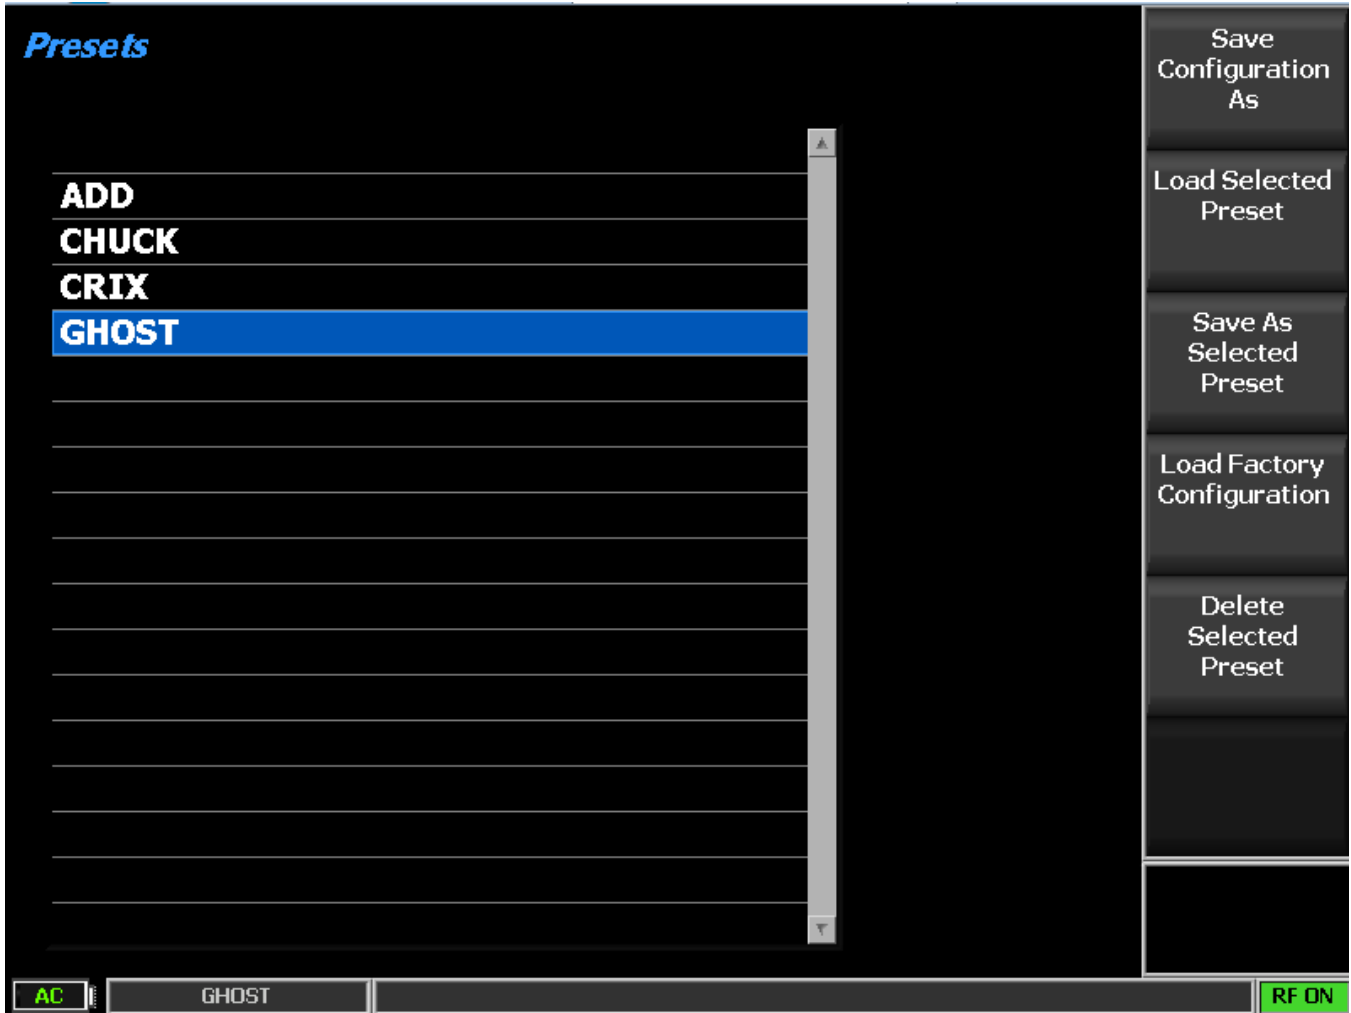 Presets
ADD
CHUCK
CRIX
GHOST
Save
Configuration
As
Load Selected
Preset
Save As
Selected
Preset
Load Factory
Configuration
Delete
Selected
Preset
AC
GHOST
RF ON